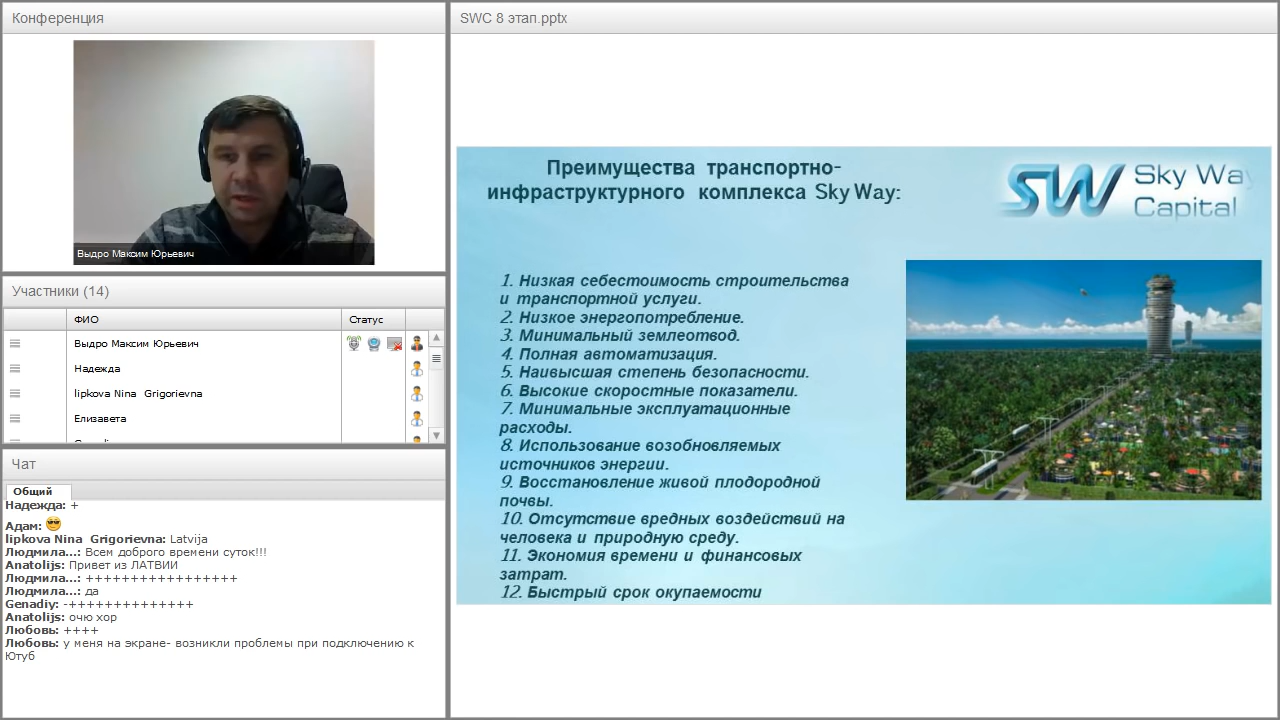 Конференция
Выдро Максим Юрьевич
Участники (14)
ФИО
Статус
Выдро Максим Юрьевич
Надежда
lipkova Nina Grigorievna
Елизавета
Чат
Общий
Надежда: +
Адам:
lipkova Nina Grigorievna: Latvija
Людмила...: Всем доброго времени суток!!!
Anatolijs: Привет из ЛАТВИИ
Людмила...: +++++++++++++++++
Людмила...: да
Genadiy: -++++++++++++++
Anatolijs: очю хор
Любовь: ++++
Любовь: у меня на экране- возникли проблемы при подключению к
Ютуб
SWC 8 этап.pptx
Преимущества транспортно-
инфраструктурного комплекса Sky Way:
SW Sky Way
Capital
1. Низкая себестоимость строительства
и транспортной услуги.
2. Низкое энергопотребление.
3. Минимальный землеотвод.
4. Полная автоматизация.
5. Наивысшая степень безопасности.
6. Высокие скоростные показатели.
7. Минимальные эксплуатационные
расходы.
8. Использование возобновляемых
источников энергии.
9. Восстановление живой плодородной
почвы.
10. Отсутствие вредных воздействий на
человека и природную среду.
11. Экономия времени и финансовых
затрат.
12. Быстрый срок окупаемости